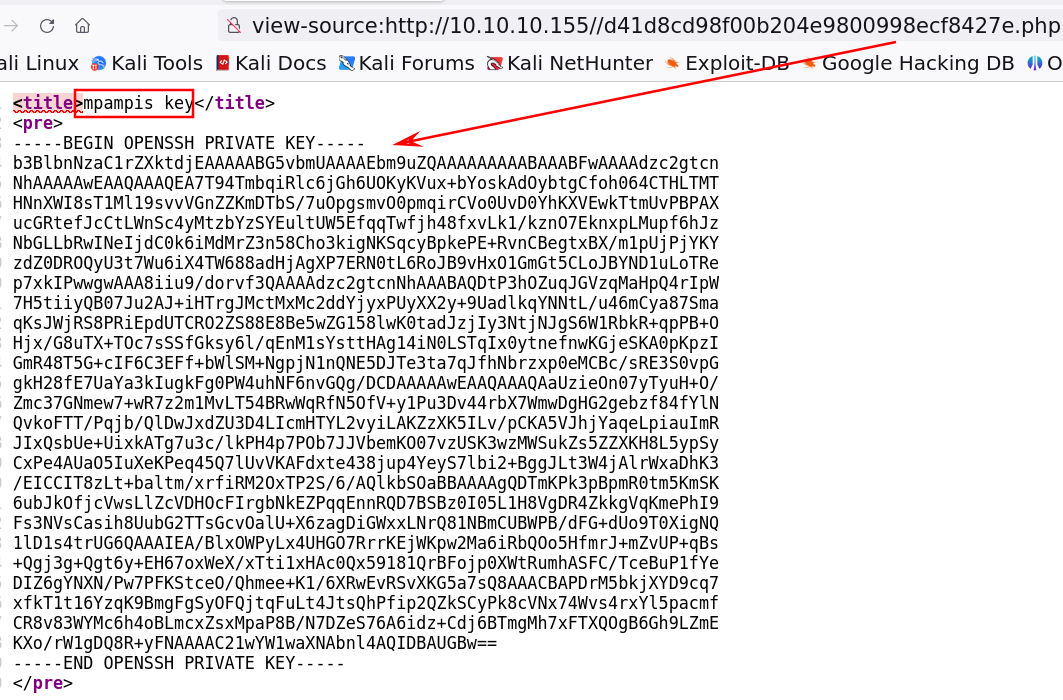 view-source:http://10.10.10.155//d41d8cd98f00b204e9800998ecf8427e.php
ali Linux Kali Tools Kali Docs Kali Forums Kali NetHunter Exploit-DB Google Hacking DB O
<title>mpampis key</title>
<pre>
-----BEGIN OPENSSH PRIVATE KEY-----
b3BlbnNzaC1rZXktdjEAAAAABG5vbmUAAAAEbm9uZQAAAAAAAAABAAABFwAAAAdzc2gtcn
NhAAAAAwEAAQAAAQEA7T94TmbqiRlc6jGh6UOKyKVux+bYoskAdOybtgCfoh064CTHLTMT
HNnXWI8sT1Ml19svvVGnZZKmDTbS/7uOpgsmvO0pmqirCVo0UvD0YhKXVEwkTtmUvPBPAX
ucGRtefJcCtLWnSc4yMtzbYzSYEultUW5EfqqTwfjh48fxvLk1/kznO7EknxpLMupf6hJz
NbGLLbRwINeIjdC0k6iMdMrZ3n58Cho3kigNKSqcyBpkePE+RvnCBegtxBX/m1pUjPjYKY
zdZ0DROQyU3t7Wu6iX4TW688adHjAgXP7ERN0tL6RoJB9vHxO1GmGt5CLoJBYND1uLoTRe
p7xkIPwwgwAAA8iiu9/dorvf3QAAAAdzc2gtcnNhAAABAQDtP3hOZuqJGVzqMaHpQ4rIpW
7H5tiiyQB07Ju2AJ+iHTrgJMctMxMc2ddYjyxPUyXX2y+9UadlkqYNNtL/u46mCya87Sma
qKsJWjRS8PRiEpdUTCRO2ZS88E8Be5wZG158lwK0tadJzjIy3NtjNJgS6W1RbkR+qpPB+O
Hjx/G8uTX+TOc7sSSfGksy6l/qEnM1sYsttHAg14iN0LSTqIx0ytnefnwKGjeSKA0pKpzI
GmR48T5G+cIF6C3EFf+bWlSM+NgpjN1nQNE5DJTe3ta7qJfhNbrzxp0eMCBc/sRE3S0vpG
gkH28fE7UaYa3kIugkFg0PW4uhNF6nvGQg/DCDAAAAAwEAAQAAAQAaUzieOn07yTyuH+O/
Zmc37GNmew7+wR7z2m1MvLT54BRwWqRfN5OfV+y1Pu3Dv44rbX7WmwDgHG2gebzf84fYlN
QvkoFTT/Pqjb/QlDwJxdZU3D4LIcmHTYL2vyiLAKZzXK5ILv/pCKA5VJhjYaqeLpiauImR
JIxQsbUe+UixkATg7u3c/lkPH4p7POb7JJVbemKO07vzUSK3wzMWSukZs5ZZXKH8L5ypSy
CxPe4AUaO5IuXeKPeq45Q7lUvVKAFdxte438jup4YeyS7lbi2+BggJLt3W4jAlrWxaDhK3
/EICCIT8zLt+baltm/xrfiRM2OxTP2S/6/AQlkbSOaBBAAAAgQDTmKPk3pBpmR0tm5KmSK
6ubJkOfjcVwsLlZcVDHOcFIrgbNkEZPqqEnnRQD7BSBz0I05L1H8VgDR4ZkkgVqKmePhI9
Fs3NVsCasih8UubG2TTsGcvOalU+X6zagDiGWxxLNrQ81NBmCUBWPB/dFG+dUo9T0XigNQ
1lD1s4trUG6QAAAIEA/BlxOWPyLx4UHGO7RrrKEjWKpw2Ma6iRbQOo5HfmrJ+mZvUP+qBs
+Qgj3g+Qgt6y+EH67oxWeX/xTti1xHAc0Qx59181QrBFojp0XWtRumhASFC/TceBuP1fYe
DIZ6gYNXN/Pw7PFKStceO/Qhmee+K1/6XRwEvRSvXKG5a7sQ8AAACBAPDrM5bkjXYD9cq7
xfkT1t16YzqK9BmgFgSyOFQjtqFuLt4JtsQhPfip2QZkSCyPk8cVNx74Wvs4rxYl5pacmf
CR8v83WYMc6h4oBLmcxZsxMpaP8B/N7DZeS76A6idz+Cdj6BTmgMh7xFTXQOgB6Gh9LZmE
KXo/rW1gDQ8R+yFNAAAAC21wYW1waXNAbnl4AQIDBAUGBw==
-----END OPENSSH PRIVATE KEY-----
</pre>